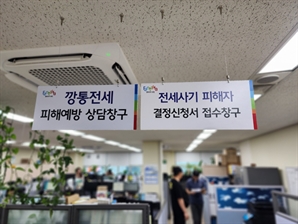 깡통전세
피해예방 상담창구
전세사기 피해자
결정신청서 접수창구